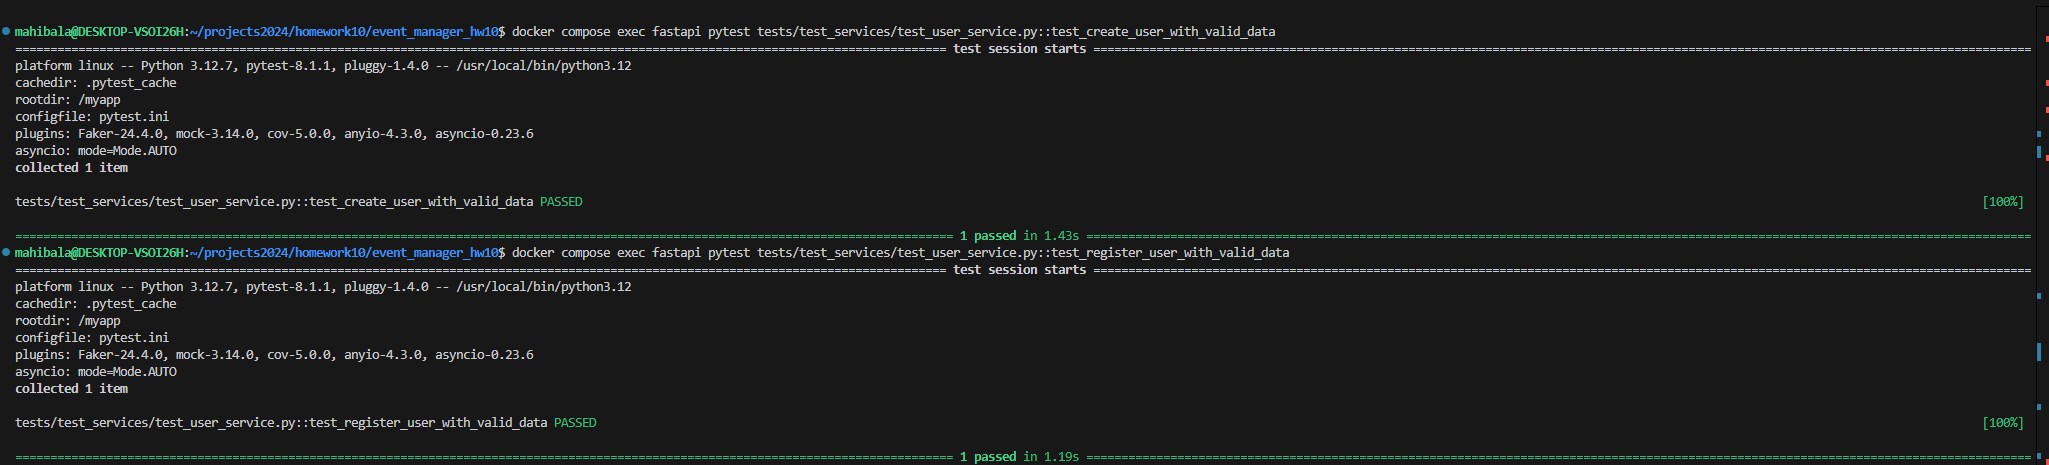 mahibala@DESKTOP-VSOI26H:~/projects2024/homework10/event_manager_hw10$ docker compose exec fastapi pytest tests/test_services/test_user_service.py::test_create_user_with_valid_data
============================================ test session starts ============================================
platform linux -- Python 3.12.7, pytest-8.1.1, pluggy-1.4.0 -- /usr/local/bin/python3.12
cachedir: .pytest_cache
rootdir: /myapp
configfile: pytest.ini
plugins: Faker-24.4.0, mock-3.14.0, cov-5.0.0, anyio-4.3.0, asyncio-0.23.6
asyncio: mode=Mode.AUTO
collected 1 item
tests/test_services/test_user_service.py::test_create_user_with_valid_data PASSED [100%]
============================================ 1 passed in 1.43s ============================================
mahibala@DESKTOP-VSOI26H:~/projects2024/homework10/event_manager_hw10$ docker compose exec fastapi pytest tests/test_services/test_user_service.py::test_register_user_with_valid_data
============================================ test session starts ============================================
platform linux -- Python 3.12.7, pytest-8.1.1, pluggy-1.4.0 -- /usr/local/bin/python3.12
cachedir: .pytest_cache
rootdir: /myapp
configfile: pytest.ini
plugins: Faker-24.4.0, mock-3.14.0, cov-5.0.0, anyio-4.3.0, asyncio-0.23.6
asyncio: mode=Mode.AUTO
collected 1 item
tests/test_services/test_user_service.py::test_register_user_with_valid_data PASSED [100%]
============================================ 1 passed in 1.19s ============================================